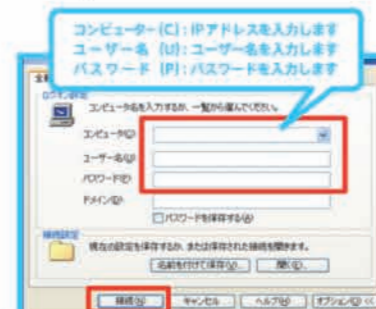 コンピューター(C):IPアドレスを入力します
ユーザー名 (U):ユーザー名を入力します
パスワード (P):パスワードを入力します
全般
ログオン設定
コンピュータ名を入力するか、一覧から選んでください。
コンピュータ(C):
ユーザー名(U):
パスワード(P):
ドメイン(D):
パスワードを保存する(A)
接続設定
現在の設定を保存するか、または保存された接続を開きます。
名前を付けて保存(V)... 開く(E)...
接続(N) キャンセル ヘルプ(H) オプション(O) <<